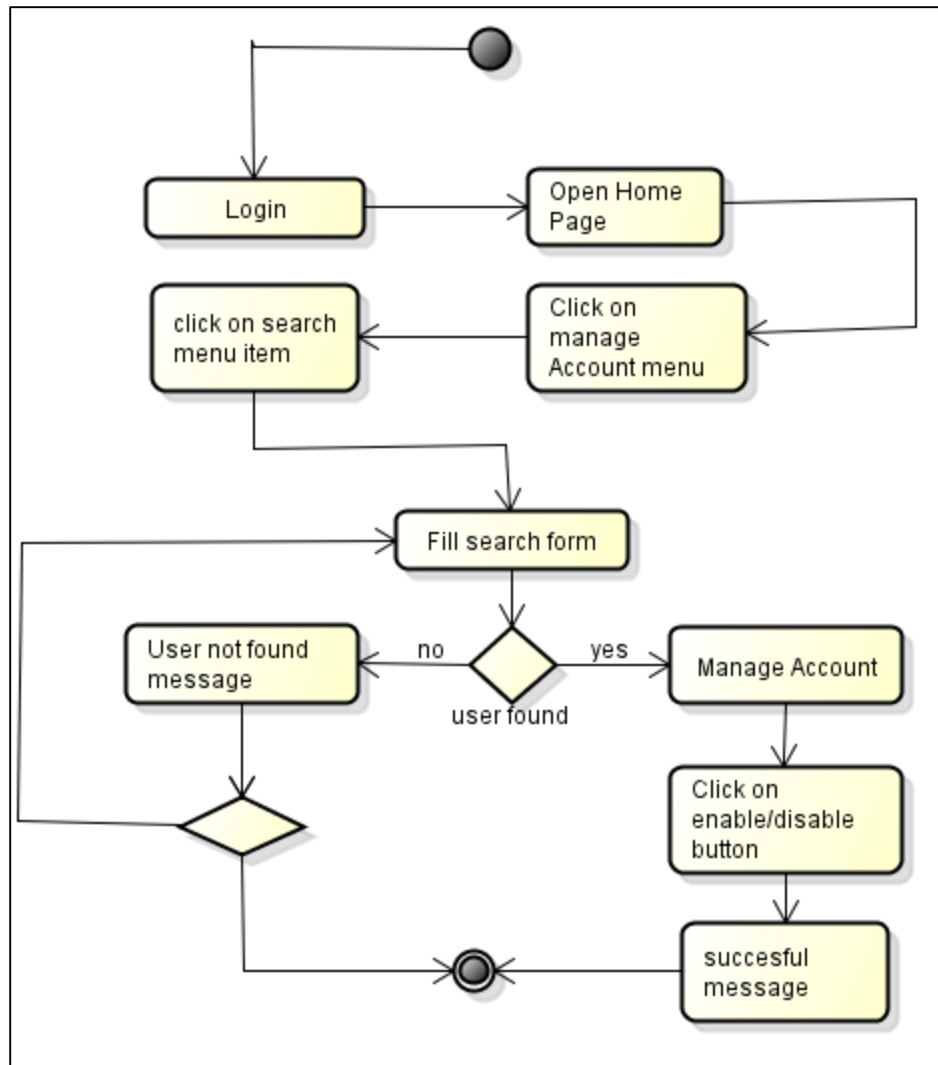 Login
Open Home
Page
click on search
menu item
Click on
manage
Account menu
Fill search form
User not found
message
no
yes
user found
Manage Account
Click on
enable/disable
button
succesful
message